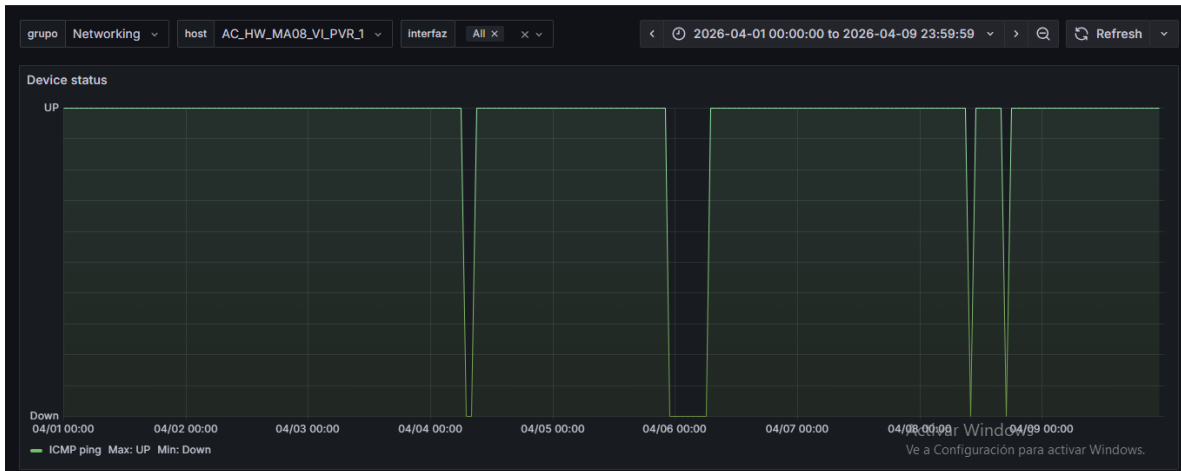 grupo Networking host AC_HW_MA08_VI_PVR_1 interfaz All × × 2026-04-01 00:00:00 to 2026-04-09 23:59:59 Refresh
Device status
UP
Down
04/01 00:00 04/02 00:00 04/03 00:00 04/04 00:00 04/05 00:00 04/06 00:00 04/07 00:00 04/08 00:00 04/09 00:00
Activar Windows
ICMP ping Max: UP Min: Down
Ve a Configuración para activar Windows.